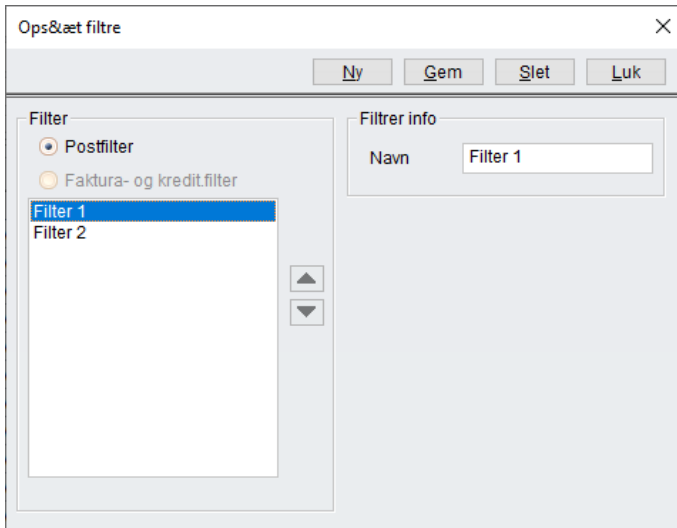 Ops&æt filtre
Ny Gem Slet Luk
Filter
Postfilter
Faktura- og kredit.filter
Filter 1
Filter 2
Filtrer info
Navn Filter 1